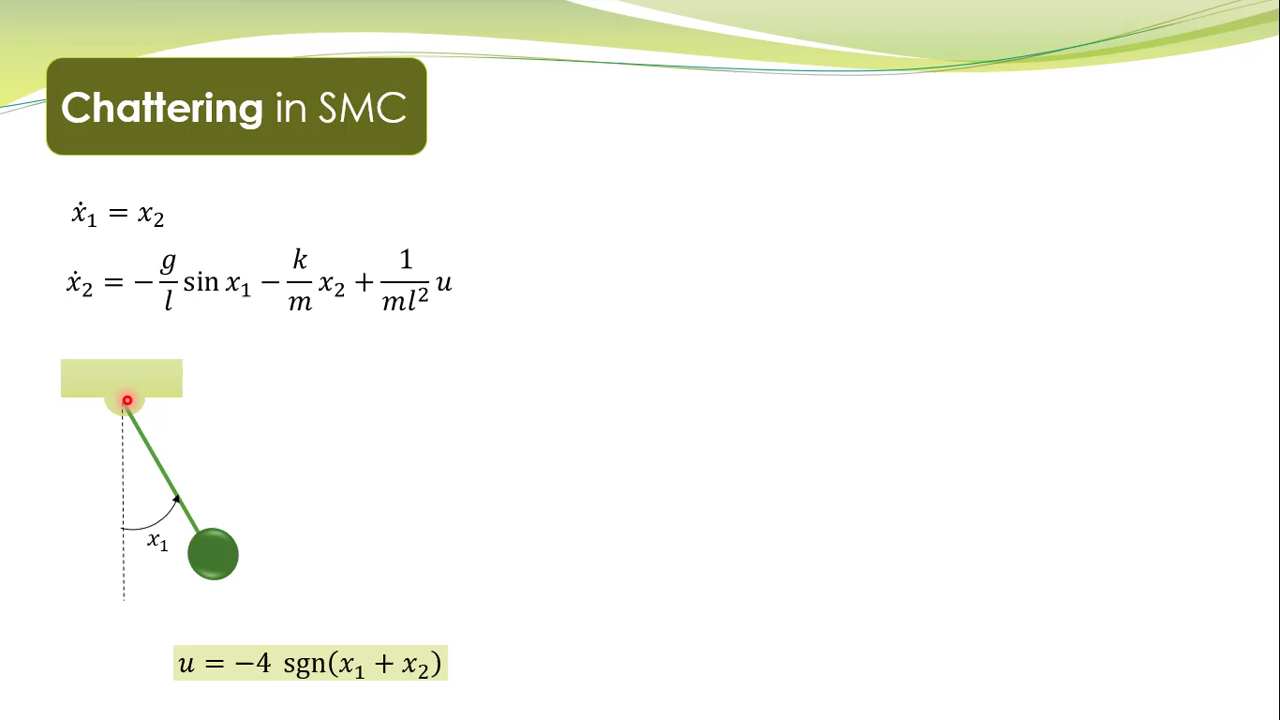 Chattering in SMC
ẋ₁ = x₂
ẋ₂ = −g/l sin x₁ − k/m x₂ + 1/ml² u
x₁
u = −4 sgn(x₁ + x₂)